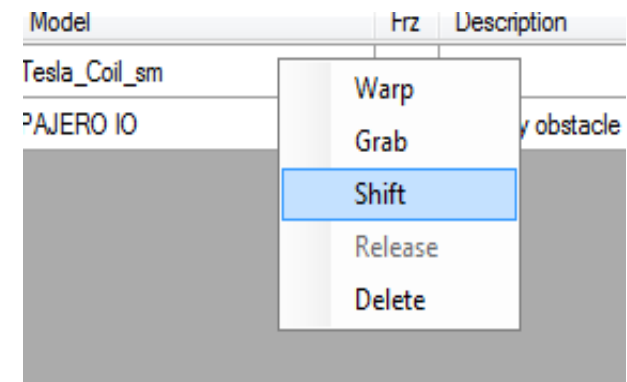 Model Frz Description
Tesla_Coil_sm
Warp
PAJERO IO y obstacle
Grab
Shift
Release
Delete